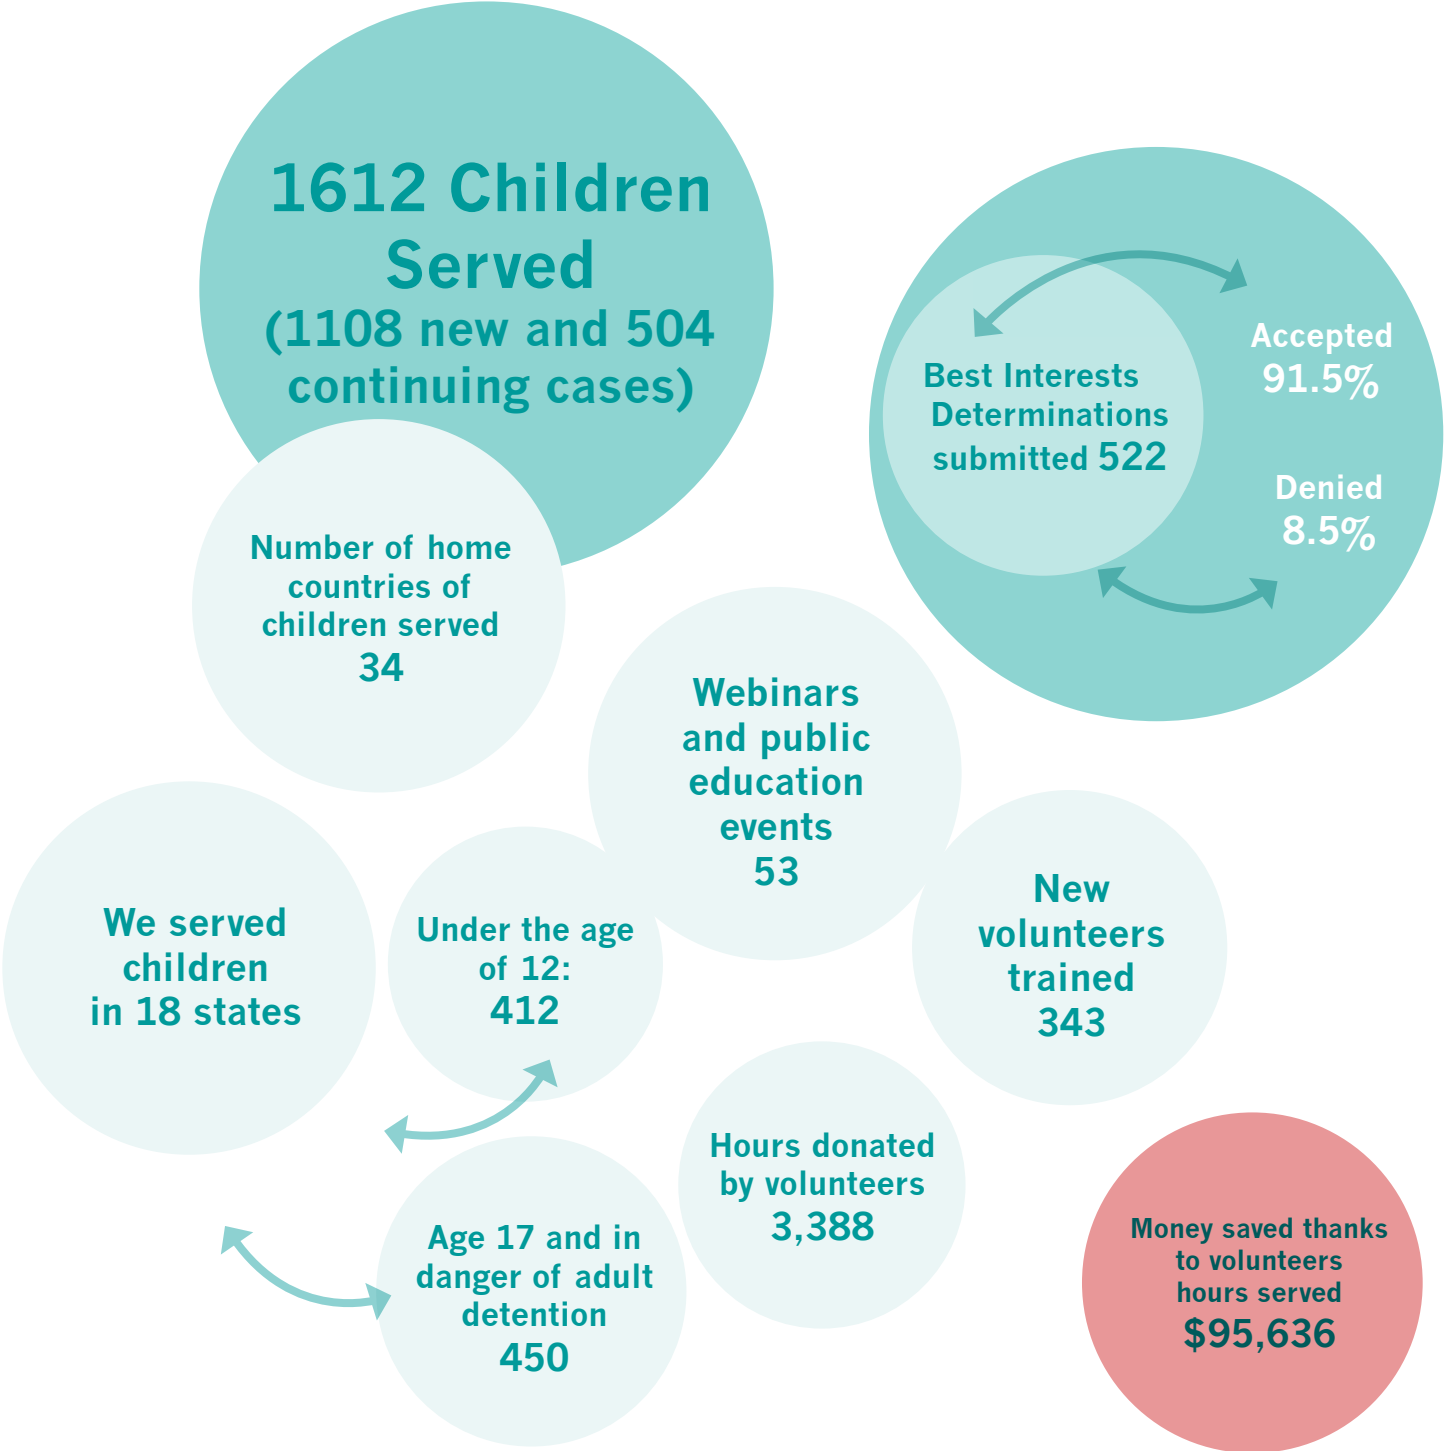 1612 Children
Served
(1108 new and 504
continuing cases)
Best Interests
Determinations
submitted 522
Accepted
91.5%
Denied
8.5%
Number of home
countries of
children served
34
Webinars
and public
education
events
53
We served
children
in 18 states
Under the age
of 12:
412
New
volunteers
trained
343
Hours donated
by volunteers
3,388
Age 17 and in
danger of adult
detention
450
Money saved thanks
to volunteers
hours served
$95,636